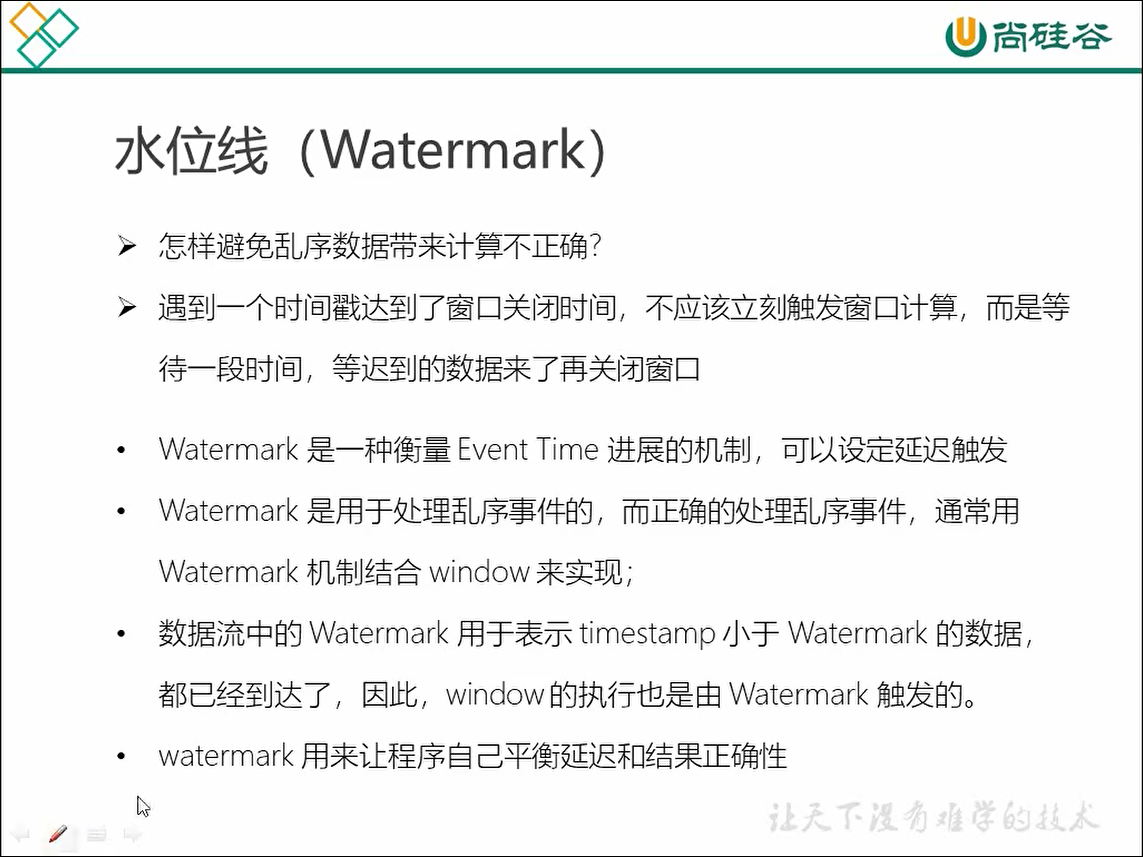 尚硅谷
水位线（Watermark）
➢ 怎样避免乱序数据带来计算不正确？
➢ 遇到一个时间戳达到了窗口关闭时间，不应该立刻触发窗口计算，而是等
待一段时间，等迟到的数据来了再关闭窗口
• Watermark 是一种衡量 Event Time 进展的机制，可以设定延迟触发
• Watermark 是用于处理乱序事件的，而正确的处理乱序事件，通常用
Watermark 机制结合 window 来实现；
• 数据流中的 Watermark 用于表示 timestamp 小于 Watermark 的数据，
都已经到达了，因此，window 的执行也是由 Watermark 触发的。
• watermark 用来让程序自己平衡延迟和结果正确性
让天下没有难学的技术